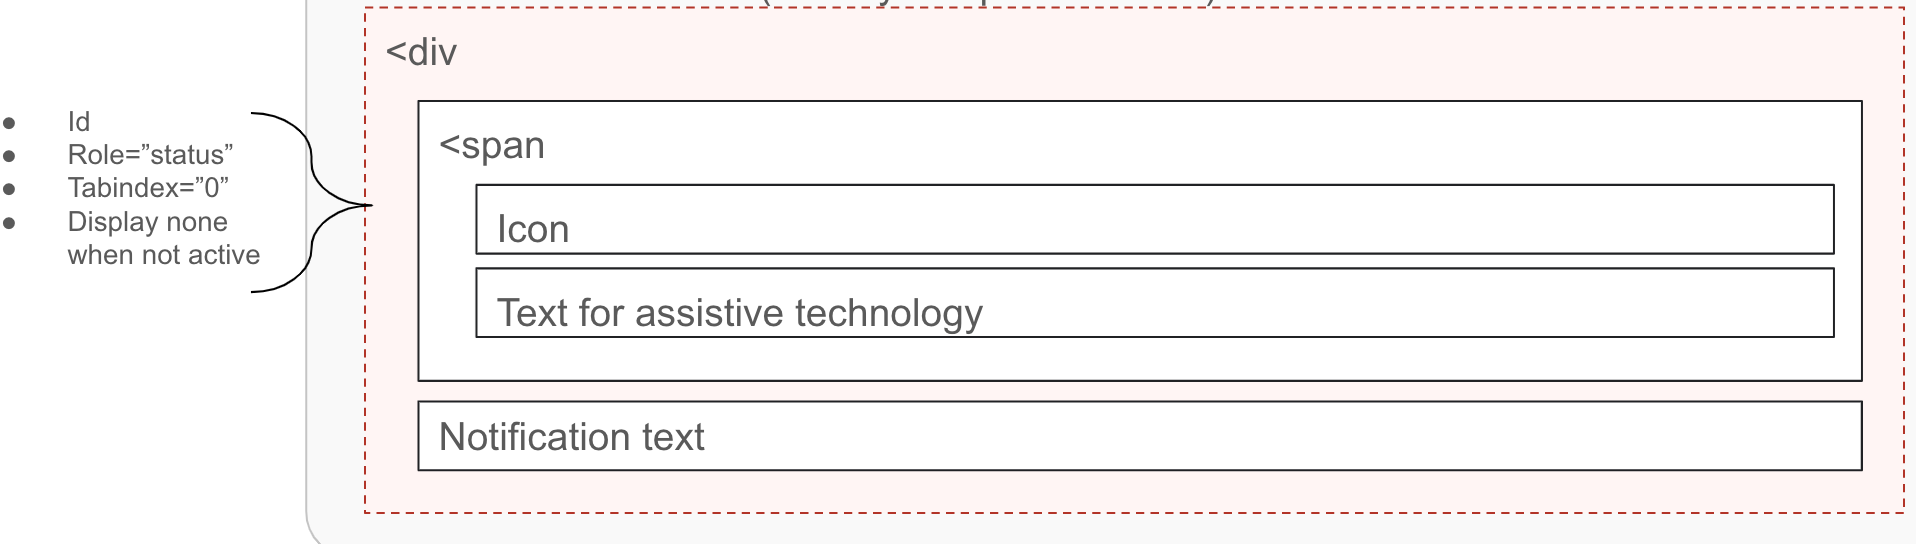 <div
● Id
● Role=”status”
● Tabindex=”0”
● Display none
when not active
<span
Icon
Text for assistive technology
Notification text